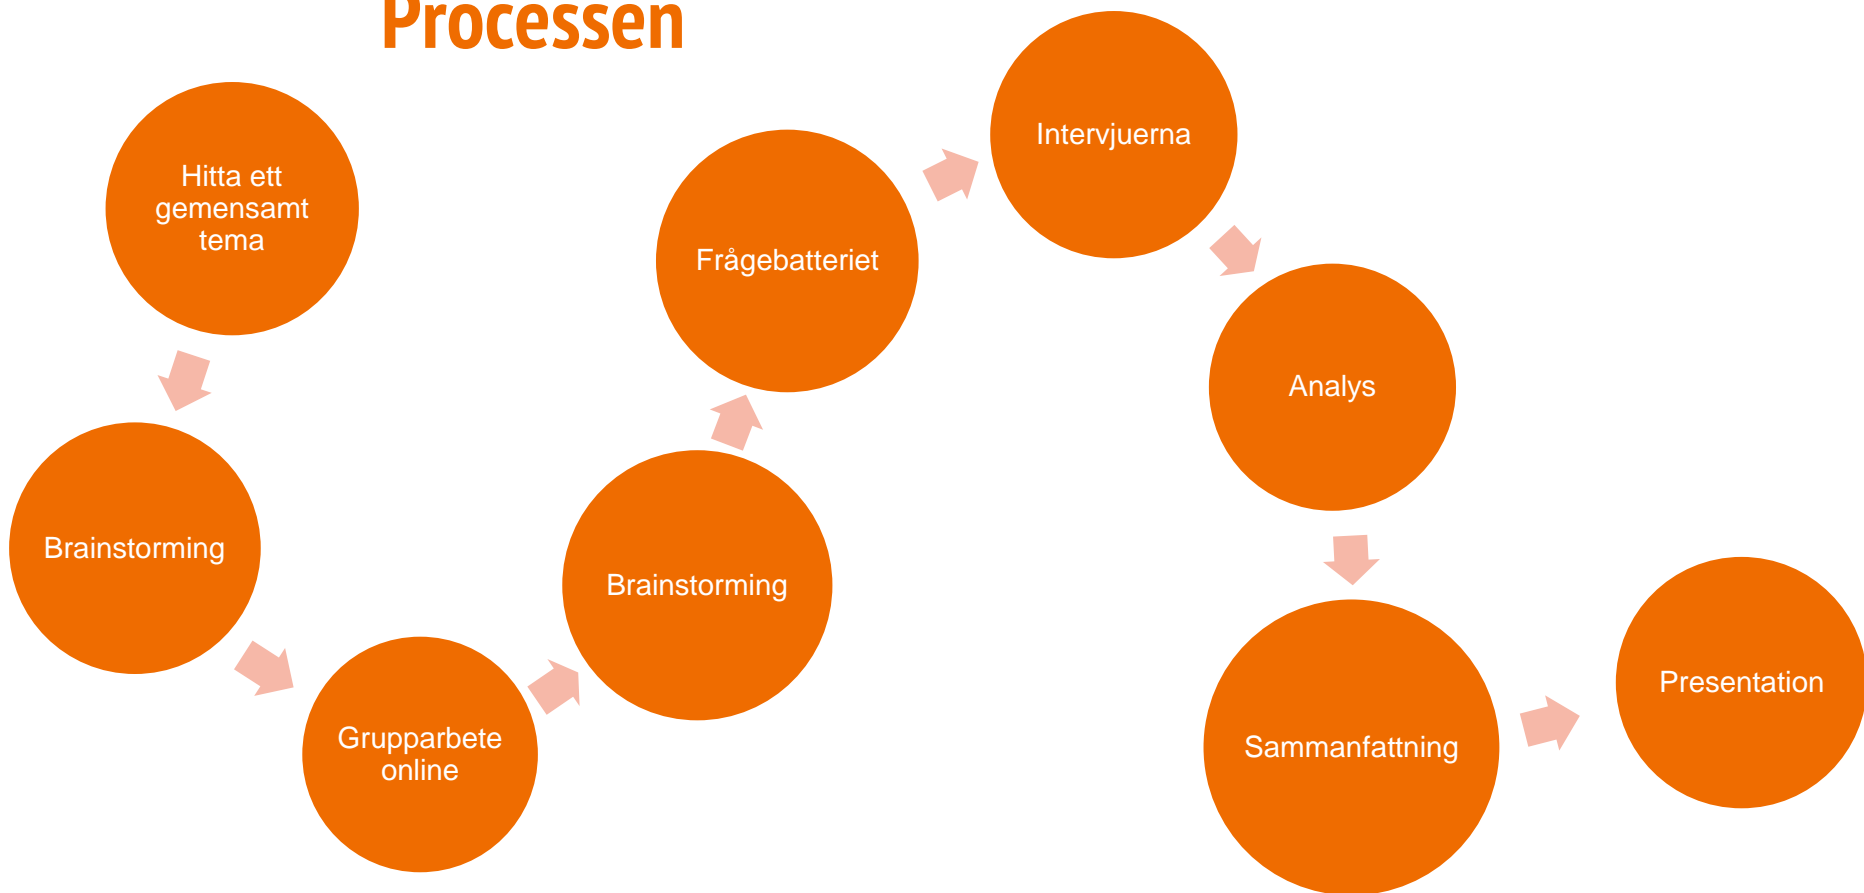 Processen
Hitta ett
gemensamt
tema
Brainstorming
Grupparbete
online
Brainstorming
Frågebatteriet
Intervjuerna
Analys
Sammanfattning
Presentation